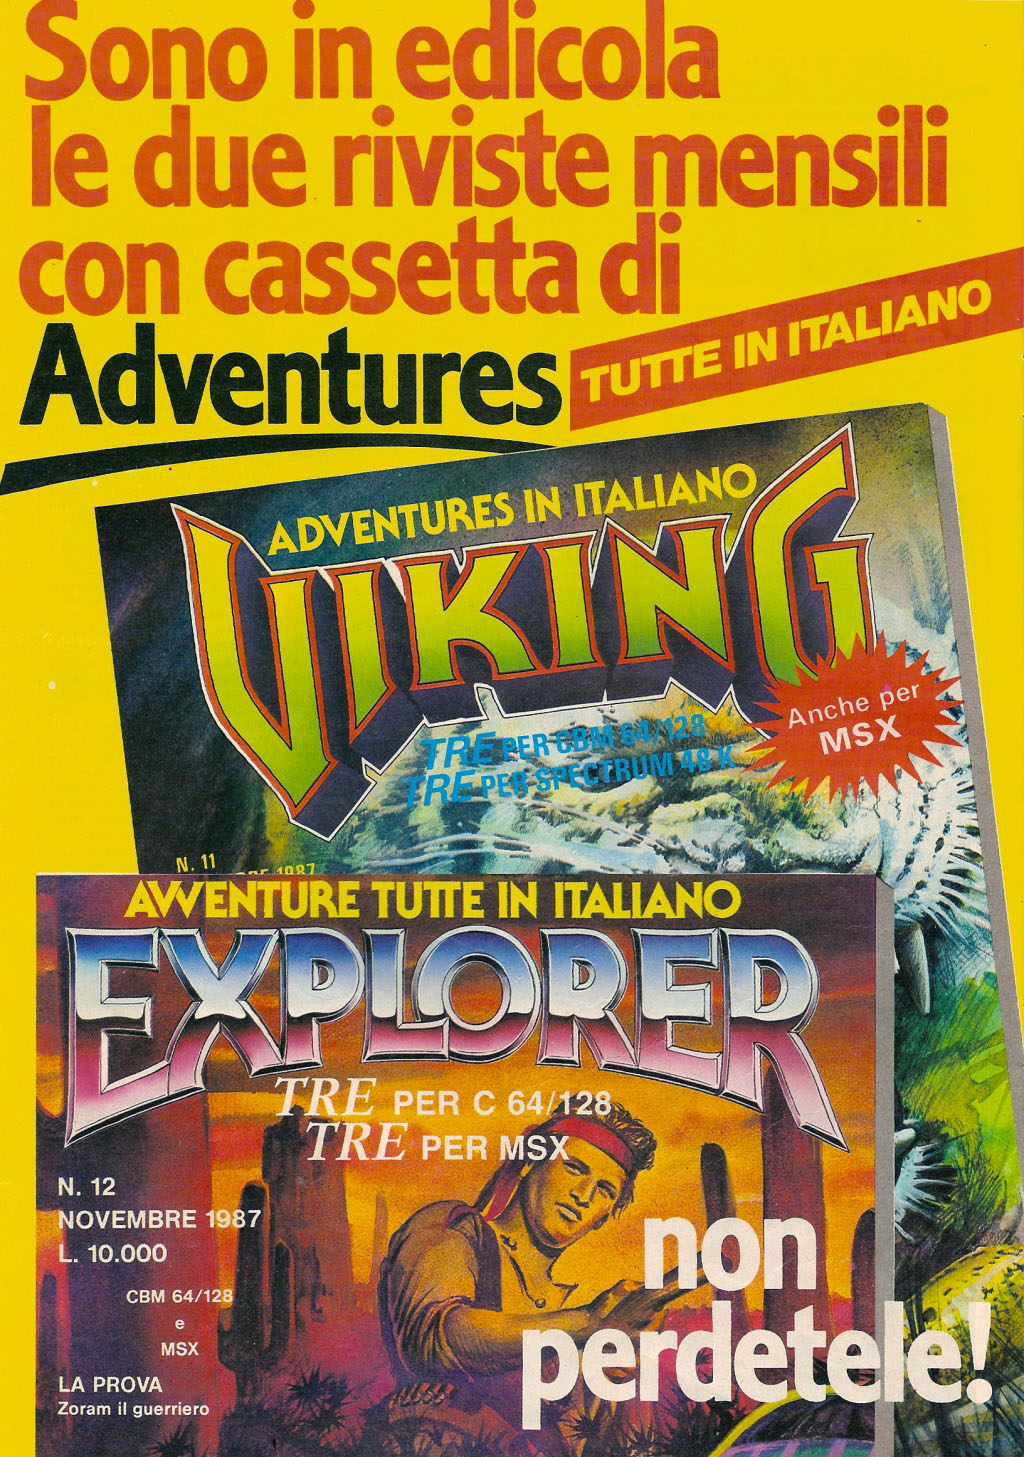 Sono in edicola
le due riviste mensili
con cassetta di
Adventures
TUTTE IN ITALIANO
ADVENTURES IN ITALIANO
VIKING
Anche per
MSX
TRE PER CBM 64/128
TRE PER SPECTRUM 48 K
N. 11
1987
AVVENTURE TUTTE IN ITALIANO
EXPLORER
TRE PER C 64/128
TRE PER MSX
N. 12
NOVEMBRE 1987
L. 10.000
CBM 64/128
e
MSX
LA PROVA
Zoram il guerriero
non
perdetele!